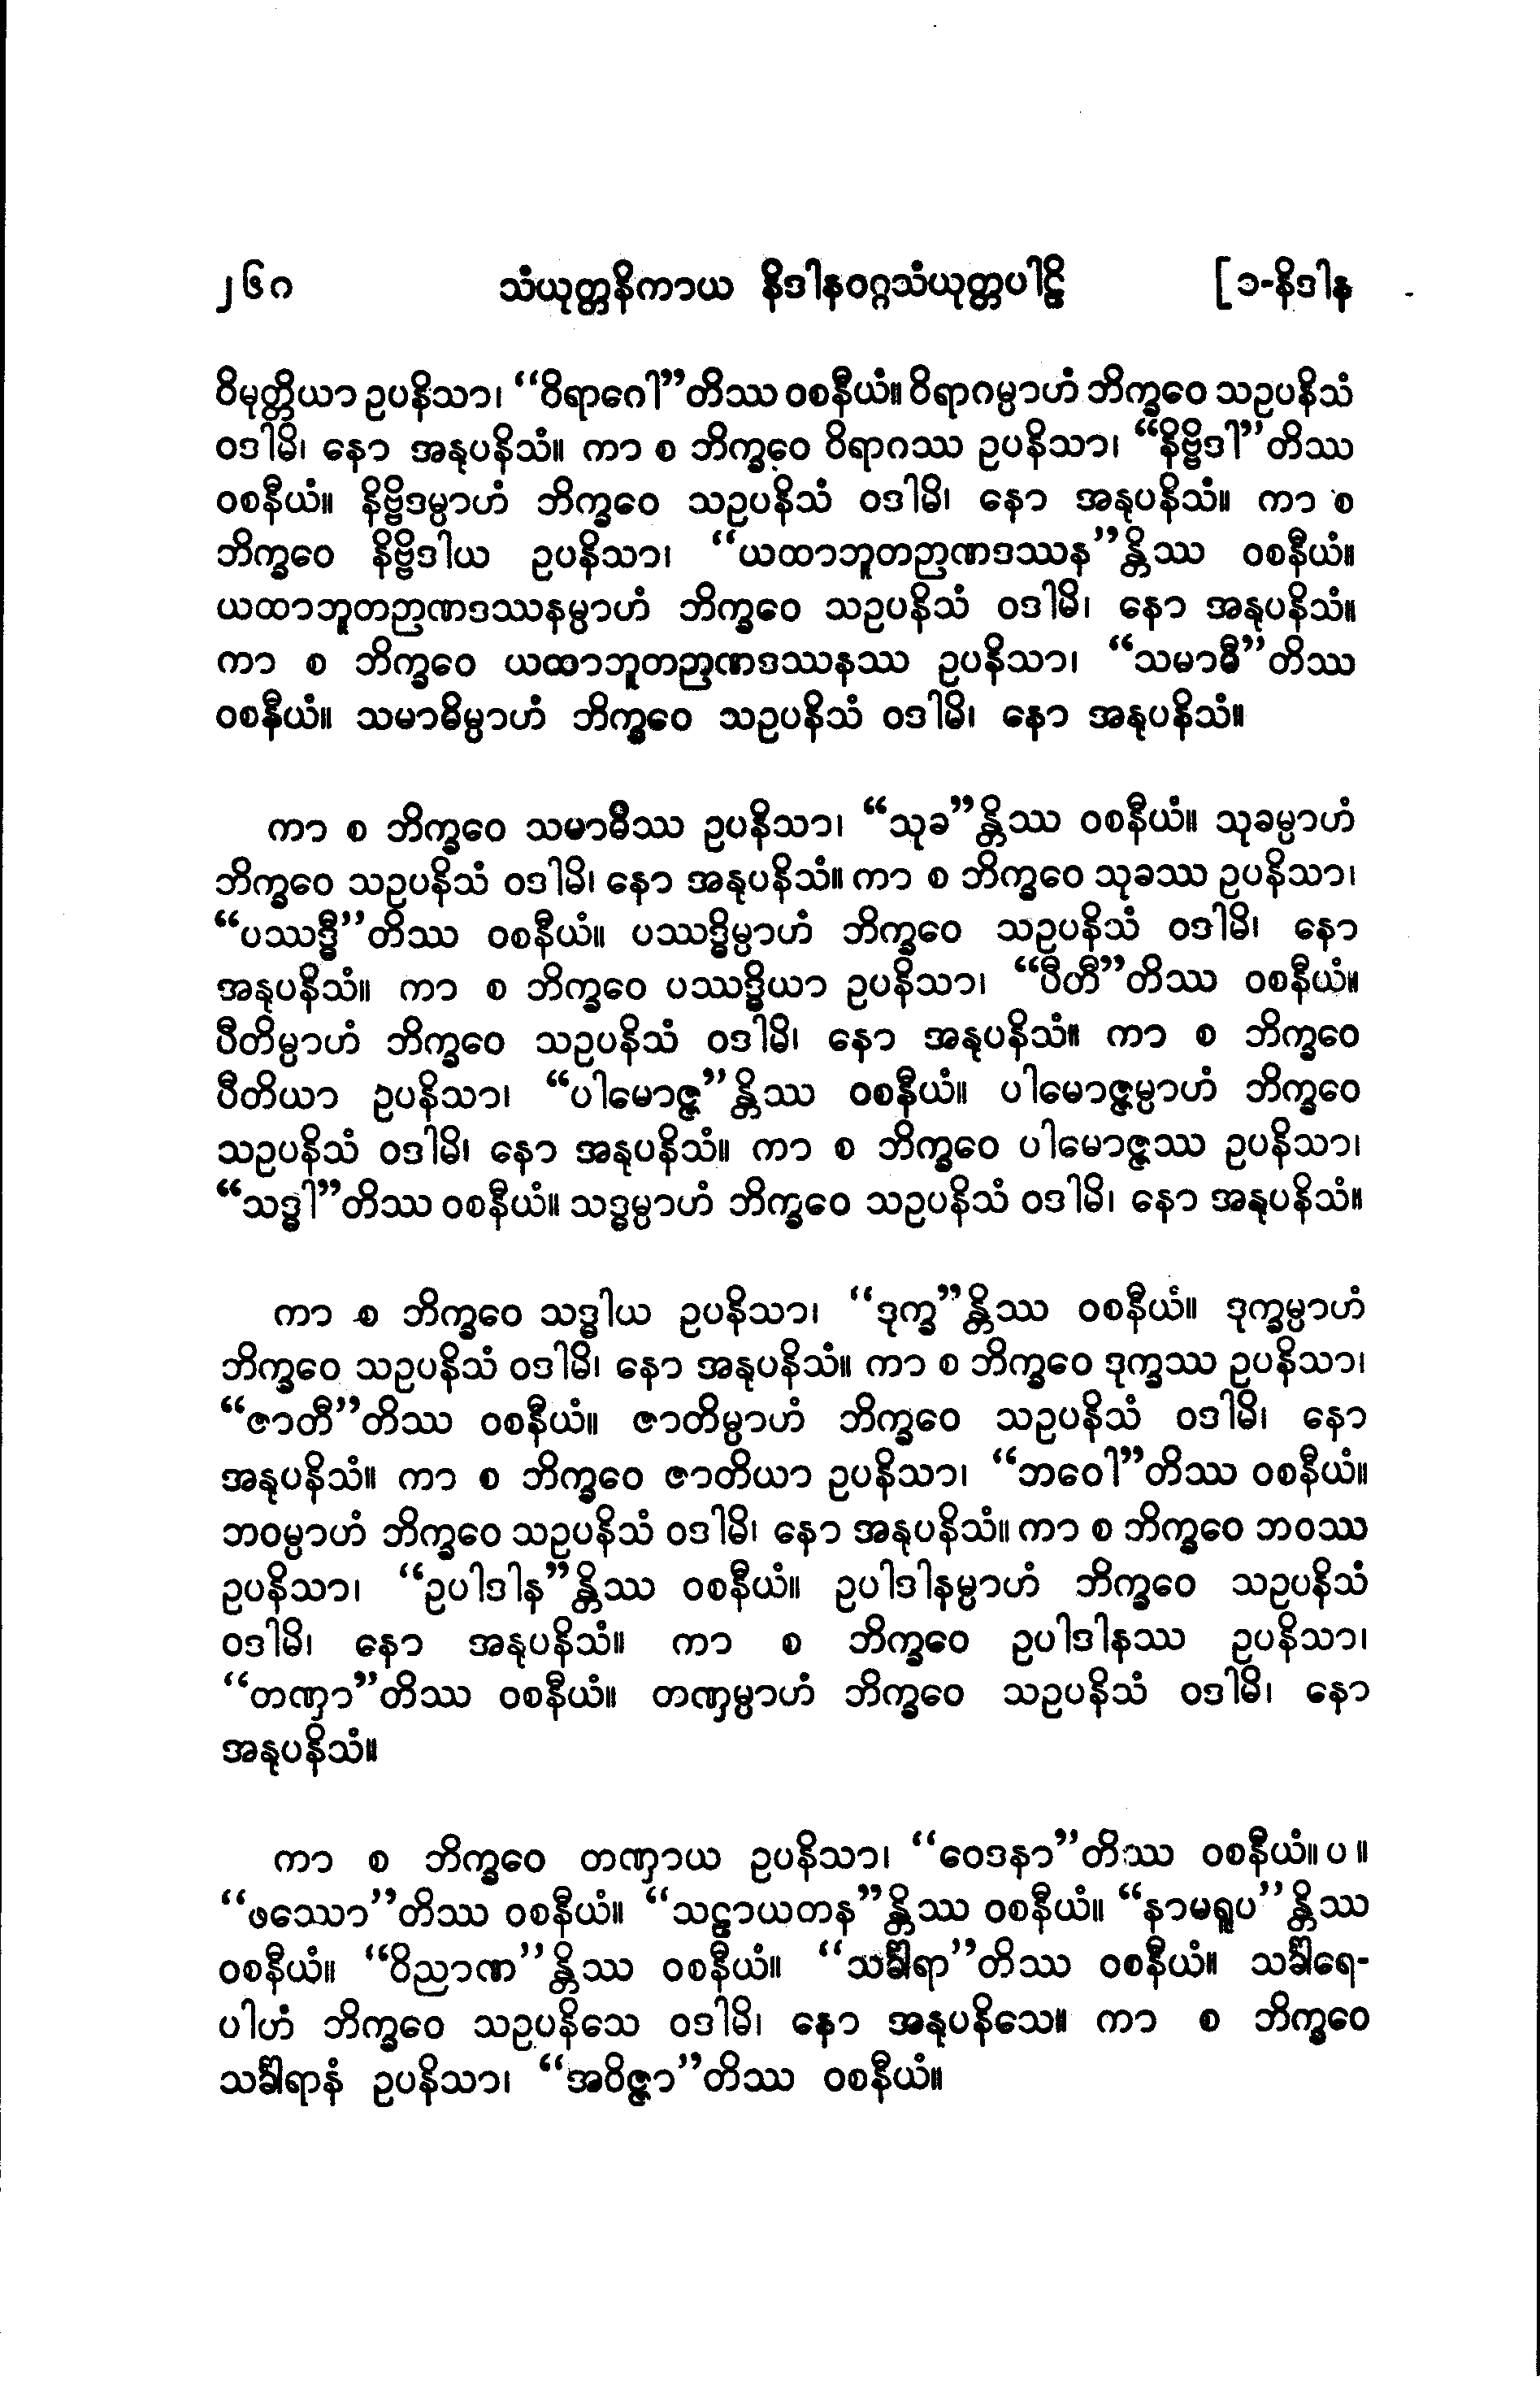 ၂၆၈ သံယုတ္တနိကာယ နိဒါနဝဂ္ဂသံယုတ္တပါဠိ [၁-နိဒါန
ဝိမုတ္တိယာ ဥပနိသာ၊ “ဝိရာဂေါ”တိဿ ဝစနီယံ။ ဝိရာဂမ္ပာဟံ ဘိက္ခဝေ သဥပနိသံ
ဝဒါမိ၊ နော အနုပနိသံ။ ကာ စ ဘိက္ခဝေ ဝိရာဂဿ ဥပနိသာ၊ “နိဗ္ဗိဒါ”တိဿ
ဝစနီယံ။ နိဗ္ဗိဒမ္ပာဟံ ဘိက္ခဝေ သဥပနိသံ ဝဒါမိ၊ နော အနုပနိသံ။ ကာ စ
ဘိက္ခဝေ နိဗ္ဗိဒါယ ဥပနိသာ၊ “ယထာဘူတဉာဏဒဿန”န္တိဿ ဝစနီယံ။
ယထာဘူတဉာဏဒဿနမ္ပာဟံ ဘိက္ခဝေ သဥပနိသံ ဝဒါမိ၊ နော အနုပနိသံ။
ကာ စ ဘိက္ခဝေ ယထာဘူတဉာဏဒဿနဿ ဥပနိသာ၊ “သမာဓီ”တိဿ
ဝစနီယံ။ သမာဓိမ္ပာဟံ ဘိက္ခဝေ သဥပနိသံ ဝဒါမိ၊ နော အနုပနိသံ။
ကာ စ ဘိက္ခဝေ သမာဓိဿ ဥပနိသာ၊ “သုခ”န္တိဿ ဝစနီယံ။ သုခမ္ပာဟံ
ဘိက္ခဝေ သဥပနိသံ ဝဒါမိ၊ နော အနုပနိသံ။ ကာ စ ဘိက္ခဝေ သုခဿ ဥပနိသာ၊
“ပဿဒ္ဓီ”တိဿ ဝစနီယံ။ ပဿဒ္ဓိမ္ပာဟံ ဘိက္ခဝေ သဥပနိသံ ဝဒါမိ၊ နော
အနုပနိသံ။ ကာ စ ဘိက္ခဝေ ပဿဒ္ဓိယာ ဥပနိသာ၊ “ပီတီ”တိဿ ဝစနီယံ။
ပီတိမ္ပာဟံ ဘိက္ခဝေ သဥပနိသံ ဝဒါမိ၊ နော အနုပနိသံ။ ကာ စ ဘိက္ခဝေ
ပီတိယာ ဥပနိသာ၊ “ပါမောဇ္ဇ”န္တိဿ ဝစနီယံ။ ပါမောဇ္ဇမ္ပာဟံ ဘိက္ခဝေ
သဥပနိသံ ဝဒါမိ၊ နော အနုပနိသံ။ ကာ စ ဘိက္ခဝေ ပါမောဇ္ဇဿ ဥပနိသာ၊
“သဒ္ဓါ”တိဿ ဝစနီယံ။ သဒ္ဓမ္ပာဟံ ဘိက္ခဝေ သဥပနိသံ ဝဒါမိ၊ နော အနုပနိသံ။
ကာ စ ဘိက္ခဝေ သဒ္ဓါယ ဥပနိသာ၊ “ဒုက္ခ”န္တိဿ ဝစနီယံ။ ဒုက္ခမ္ပာဟံ
ဘိက္ခဝေ သဥပနိသံ ဝဒါမိ၊ နော အနုပနိသံ။ ကာ စ ဘိက္ခဝေ ဒုက္ခဿ ဥပနိသာ၊
“ဇာတီ”တိဿ ဝစနီယံ။ ဇာတိမ္ပာဟံ ဘိက္ခဝေ သဥပနိသံ ဝဒါမိ၊ နော
အနုပနိသံ။ ကာ စ ဘိက္ခဝေ ဇာတိယာ ဥပနိသာ၊ “ဘဝေါ”တိဿ ဝစနီယံ။
ဘဝမ္ပာဟံ ဘိက္ခဝေ သဥပနိသံ ဝဒါမိ၊ နော အနုပနိသံ။ ကာ စ ဘိက္ခဝေ ဘဝဿ
ဥပနိသာ၊ “ဥပါဒါန”န္တိဿ ဝစနီယံ။ ဥပါဒါနမ္ပာဟံ ဘိက္ခဝေ သဥပနိသံ
ဝဒါမိ၊ နော အနုပနိသံ။ ကာ စ ဘိက္ခဝေ ဥပါဒါနဿ ဥပနိသာ၊
“တဏှာ”တိဿ ဝစနီယံ။ တဏှမ္ပာဟံ ဘိက္ခဝေ သဥပနိသံ ဝဒါမိ၊ နော
အနုပနိသံ။
ကာ စ ဘိက္ခဝေ တဏှာယ ဥပနိသာ၊ “ဝေဒနာ”တိဿ ဝစနီယံ။ ပ ။
“ဖဿော”တိဿ ဝစနီယံ။ “သဠာယတန”န္တိဿ ဝစနီယံ။ “နာမရူပ”န္တိဿ
ဝစနီယံ။ “ဝိညာဏ”န္တိဿ ဝစနီယံ။ “သင်္ခါရာ”တိဿ ဝစနီယံ။ သင်္ခါရေ-
ပါဟံ ဘိက္ခဝေ သဥပနိသေ ဝဒါမိ၊ နော အနုပနိသေ။ ကာ စ ဘိက္ခဝေ
သင်္ခါရာနံ ဥပနိသာ၊ “အဝိဇ္ဇာ”တိဿ ဝစနီယံ။